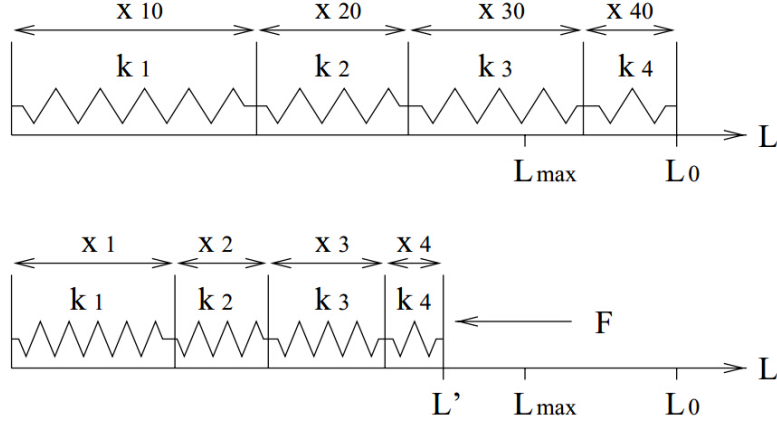 x 10 x 20 x 30 x 40
k 1 k 2 k 3 k 4
L
L max L 0
x 1 x 2 x 3 x 4
k 1 k 2 k 3 k 4
F
L
L’ L max L 0